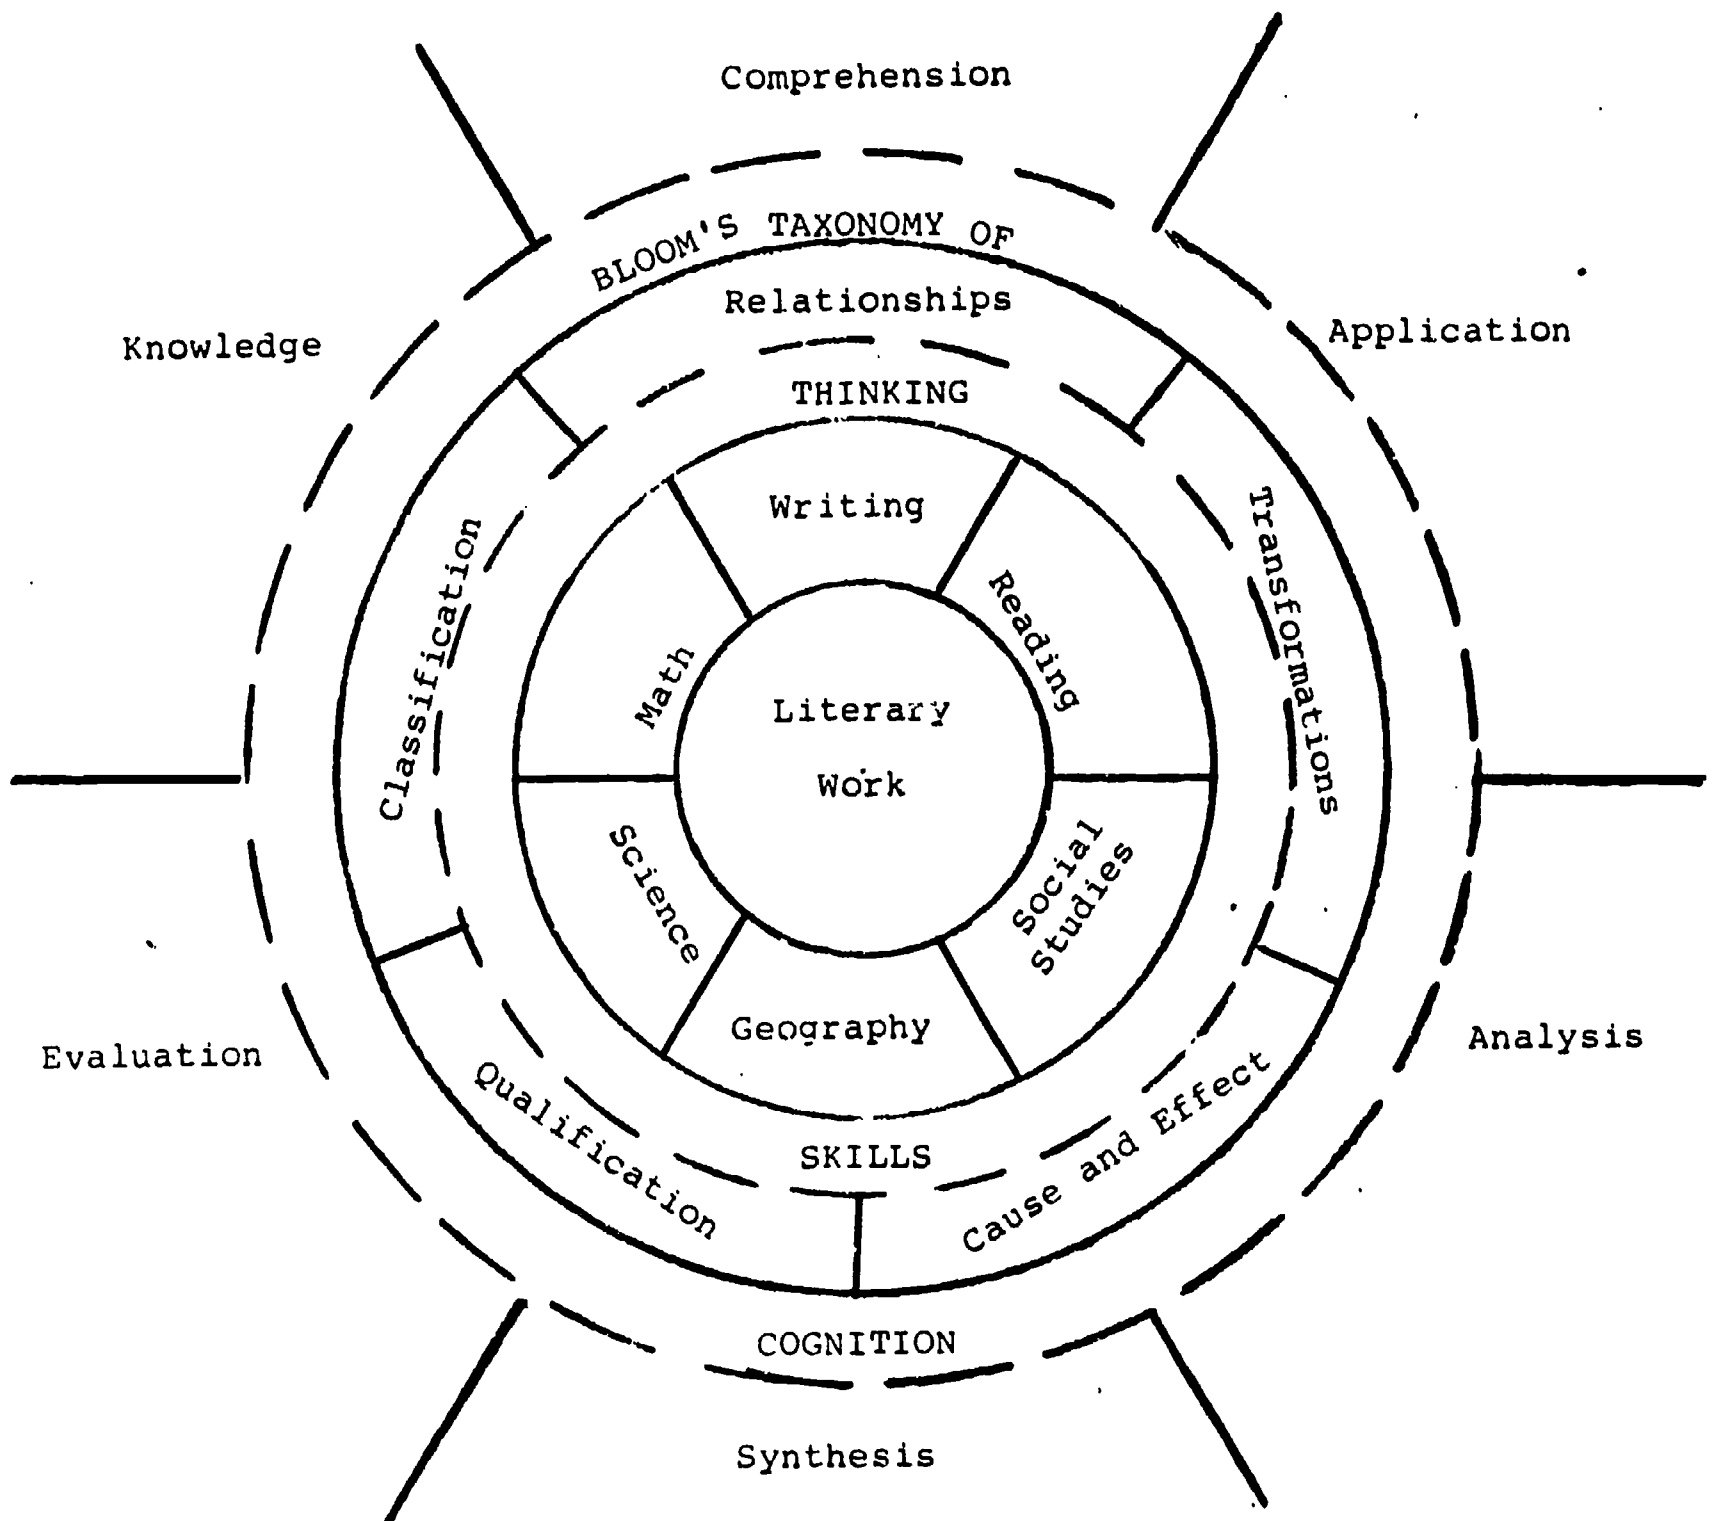 Comprehension
BLOOM'S TAXONOMY OF
Relationships
Knowledge
Application
THINKING
Writing
Reading
Math
Literary
Work
Classification
Transformations
Science
Social
Studies
Geography
Evaluation
Analysis
Qualification
Cause and Effect
SKILLS
COGNITION
Synthesis